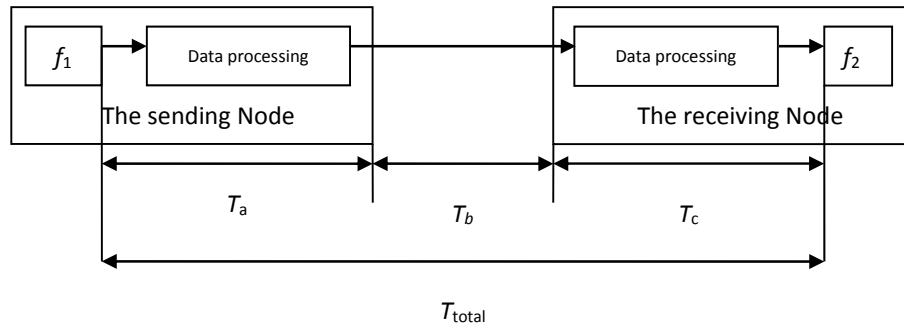 f1 Data processing Data processing f2
The sending Node The receiving Node
Ta Tb Tc
Ttotal